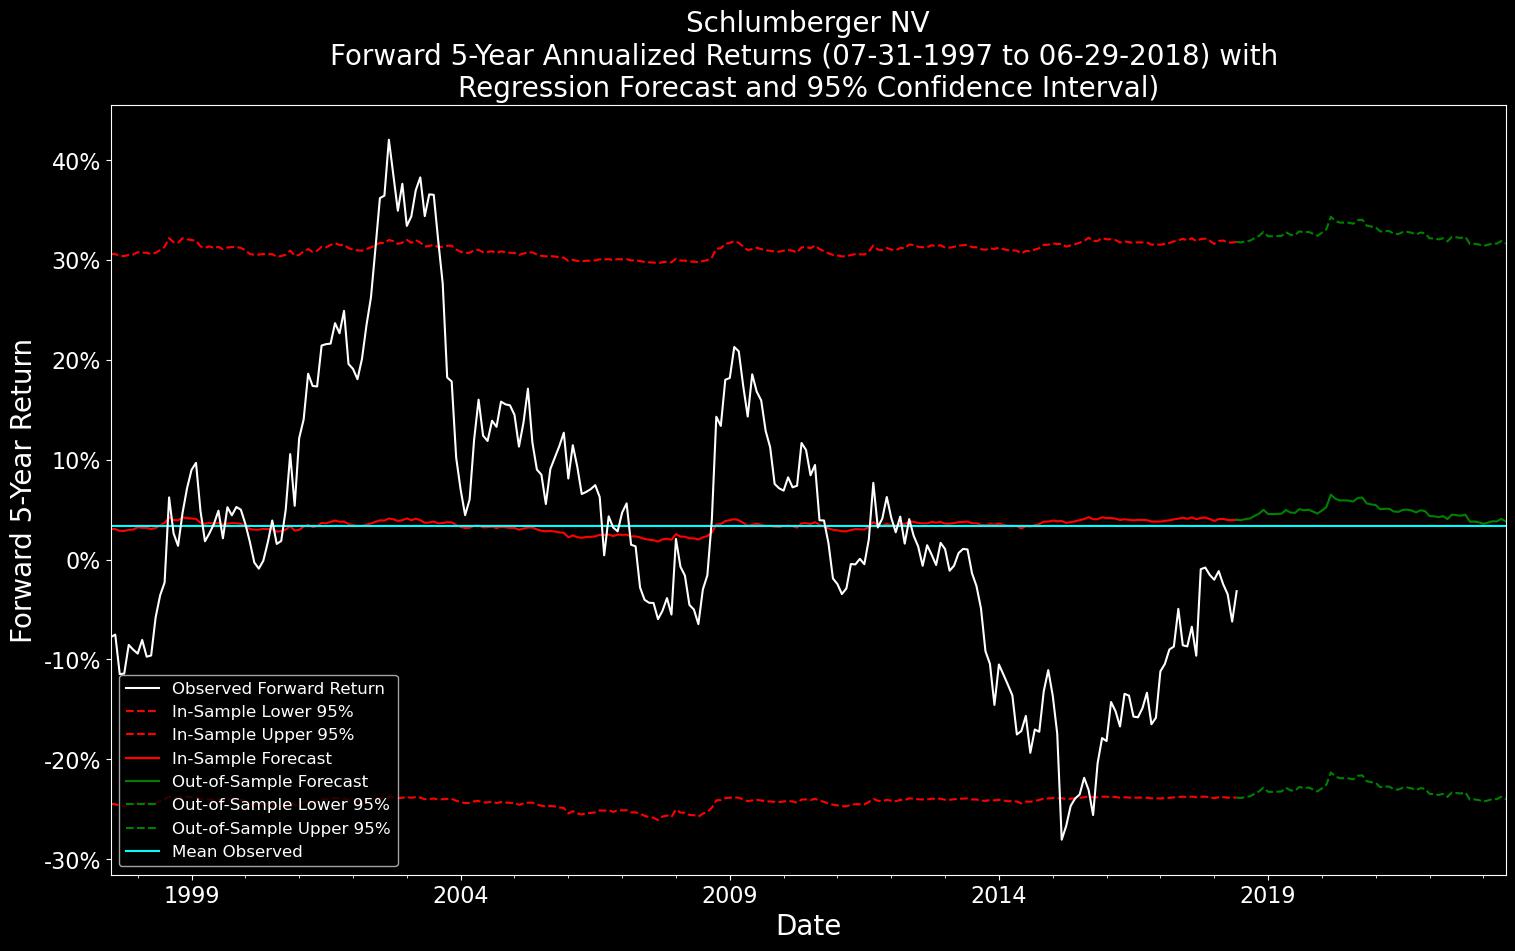 Schlumberger NV
Forward 5-Year Annualized Returns (07-31-1997 to 06-29-2018) with
Regression Forecast and 95% Confidence Interval)
Forward 5-Year Return
40%
30%
20%
10%
0%
-10%
-20%
-30%
Observed Forward Return
In-Sample Lower 95%
In-Sample Upper 95%
In-Sample Forecast
Out-of-Sample Forecast
Out-of-Sample Lower 95%
Out-of-Sample Upper 95%
Mean Observed
1999 2004 2009 2014 2019
Date